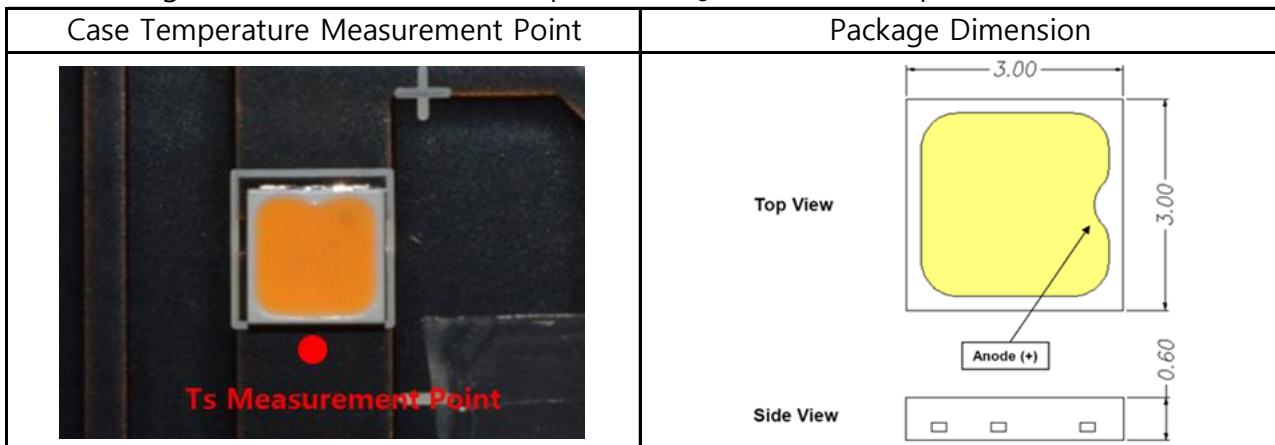 Case Temperature Measurement Point
Package Dimension
Ts Measurement Point
3.00
Top View
3.00
Anode (+)
0.60
Side View